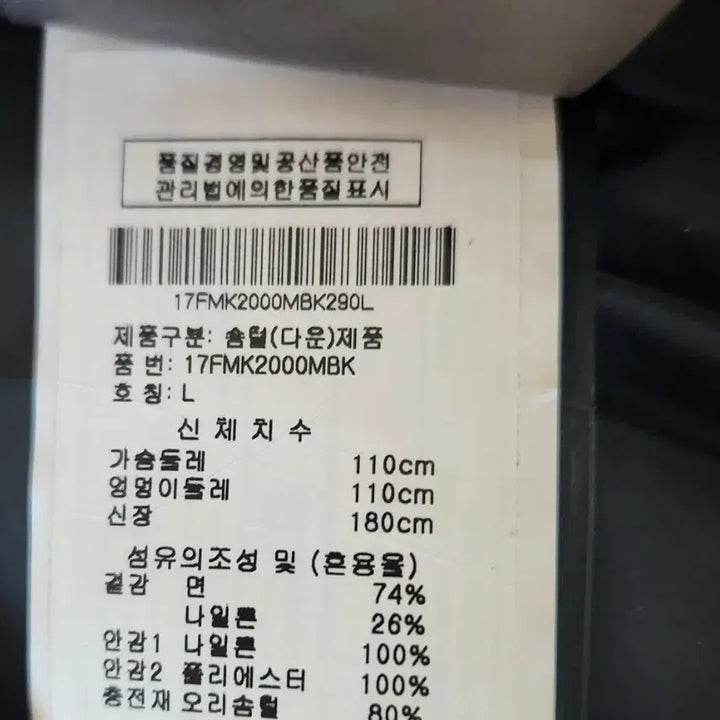 품질경영및공산품안전
관리법에의한품질표시
17FMK2000MBK290L
제품구분: 솜털(다운)제품
품 번: 17FMK2000MBK
호 칭: L
신 체 치 수
가슴둘레 110cm
엉덩이둘레 110cm
신장 180cm
섬유의조성 및 (혼용율)
겉감 면 74%
나일론 26%
안감1 나일론 100%
안감2 폴리에스터 100%
충전재 오리솜털 80%